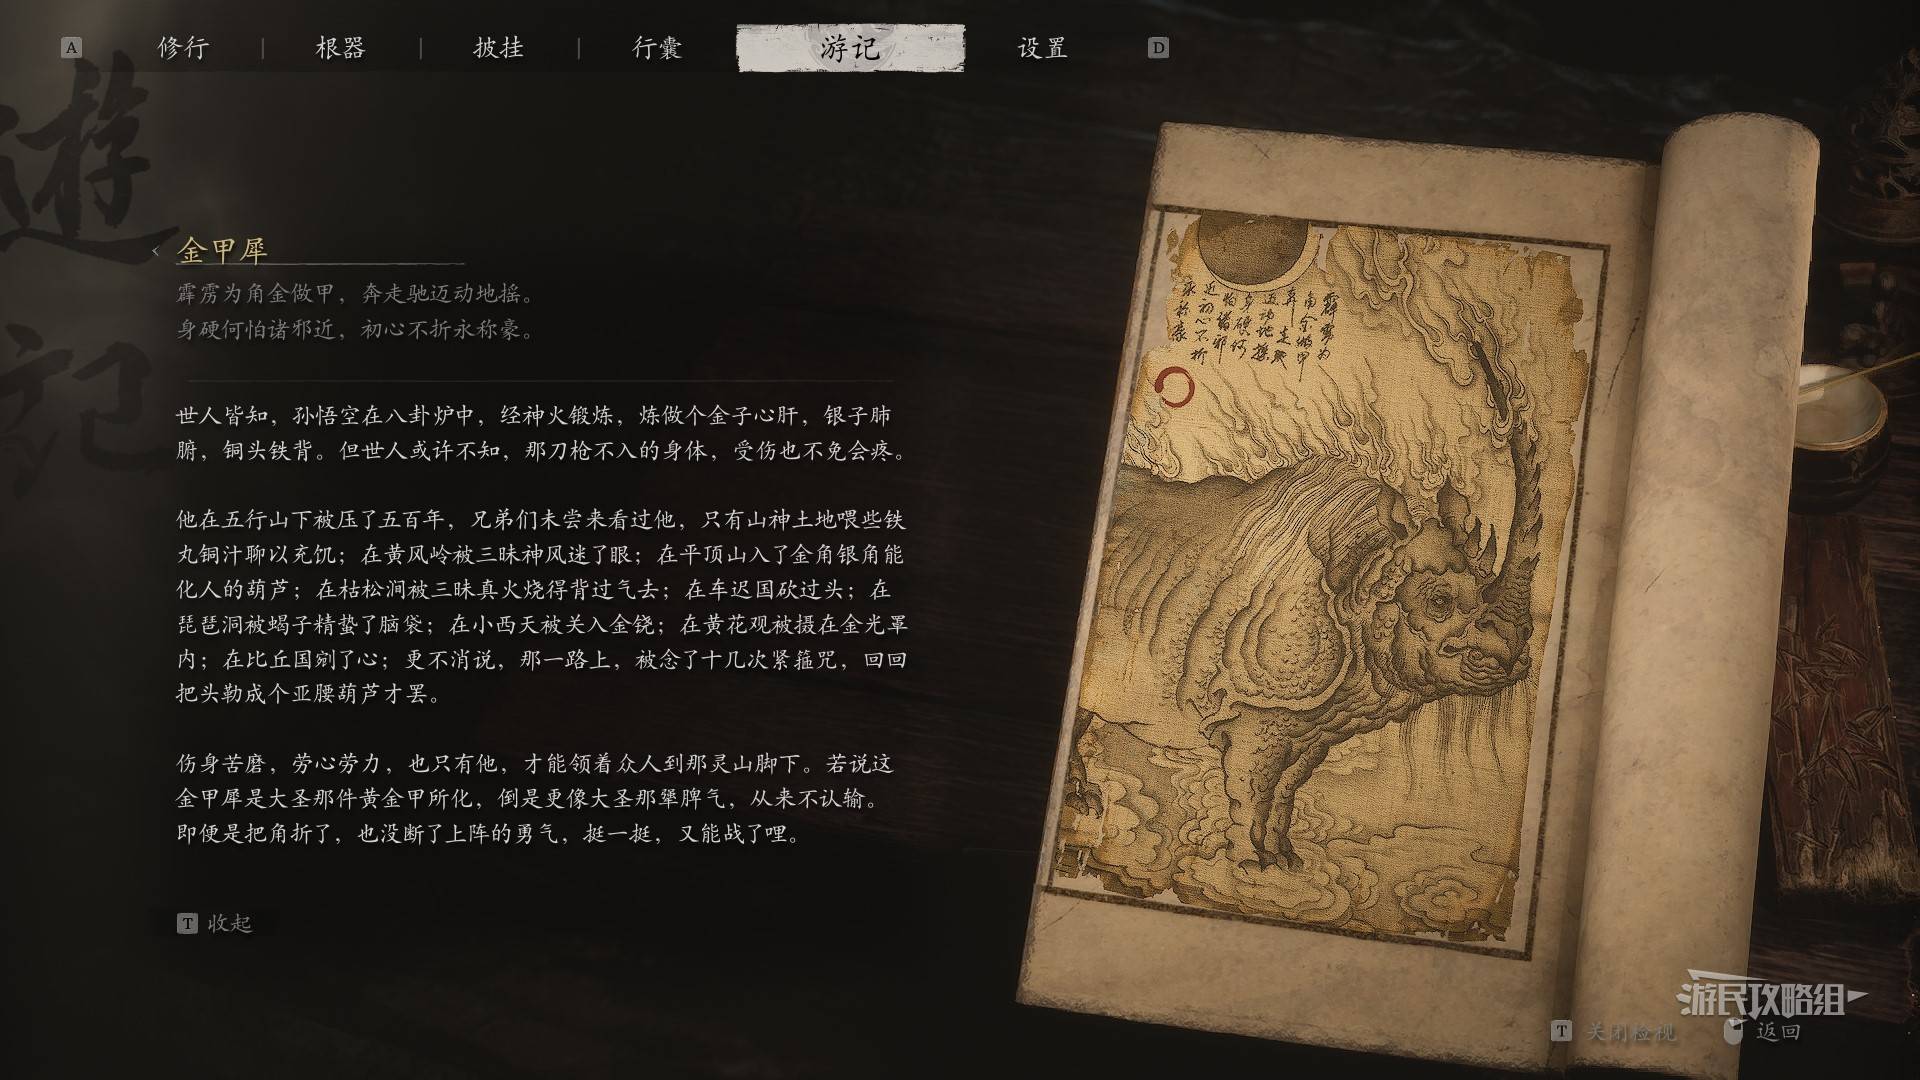 A 修行 | 根器 | 披挂 | 行囊 游记 设置 D
遊記
金甲犀
霹雳为角金做甲，奔走驰迈动地摇。
身硬何怕诸邪近，初心不折永称豪。
世人皆知，孙悟空在八卦炉中，经神火锻炼，炼做个金子心肝，银子肺
腑，铜头铁背。但世人或许不知，那刀枪不入的身体，受伤也不免会疼。
他在五行山下被压了五百年，兄弟们未尝来看过他，只有山神土地喂些铁
丸铜汁聊以充饥；在黄风岭被三昧神风迷了眼；在平顶山入了金角银角能
化人的葫芦；在枯松涧被三昧真火烧得背过气去；在车迟国砍过头；在
琵琶洞被蝎子精蛰了脑袋；在小西天被关入金铙；在黄花观被摄在金光罩
内；在比丘国剜了心；更不消说，那一路上，被念了十几次紧箍咒，回回
把头勒成个亚腰葫芦才罢。
伤身苦磨，劳心劳力，也只有他，才能领着众人到那灵山脚下。若说这
金甲犀是大圣那件黄金甲所化，倒是更像大圣那犟脾气，从来不认输。
即便是把角折了，也没断了上阵的勇气，挺一挺，又能战了哩。
T 收起
霹雳为
角金做甲
奔走驰
迈动地摇
身硬何
怕诸邪
近初心不折
永称豪
游民攻略组
T 关闭检视 返回